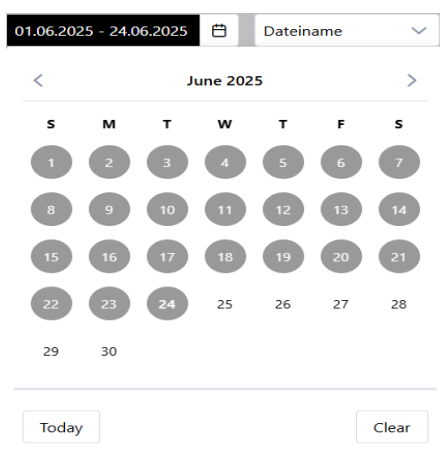 01.06.2025 - 24.06.2025 Dateiname
June 2025
S M T W T F S
1 2 3 4 5 6 7
8 9 10 11 12 13 14
15 16 17 18 19 20 21
22 23 24 25 26 27 28
29 30
Today Clear